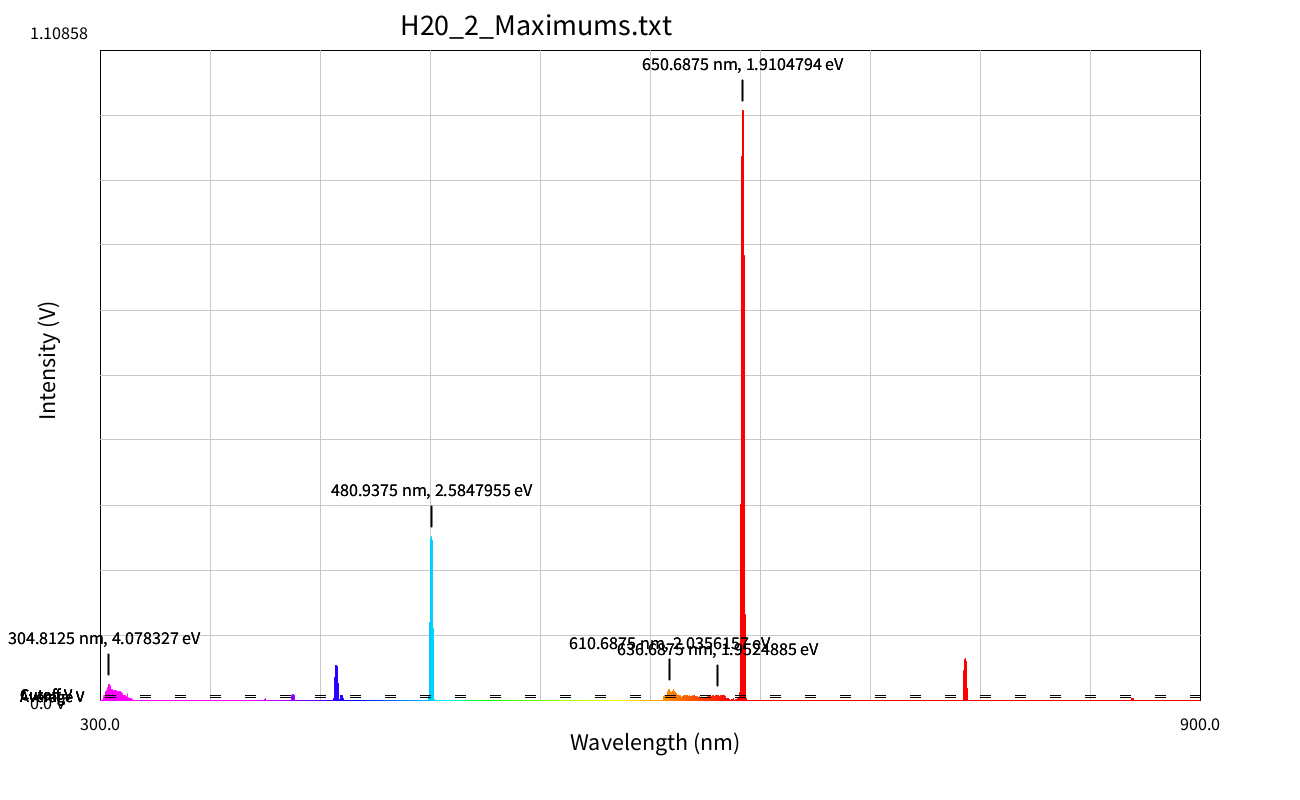 H20_2_Maximums.txt
1.10858
650.6875 nm, 1.9104794 eV
Intensity (V)
480.9375 nm, 2.5847955 eV
304.8125 nm, 4.078327 eV
610.6875 nm, 2.0356157 eV
636.6875 nm, 1.9524885 eV
Cutoff V
Average V
0.0 V
300.0
900.0
Wavelength (nm)